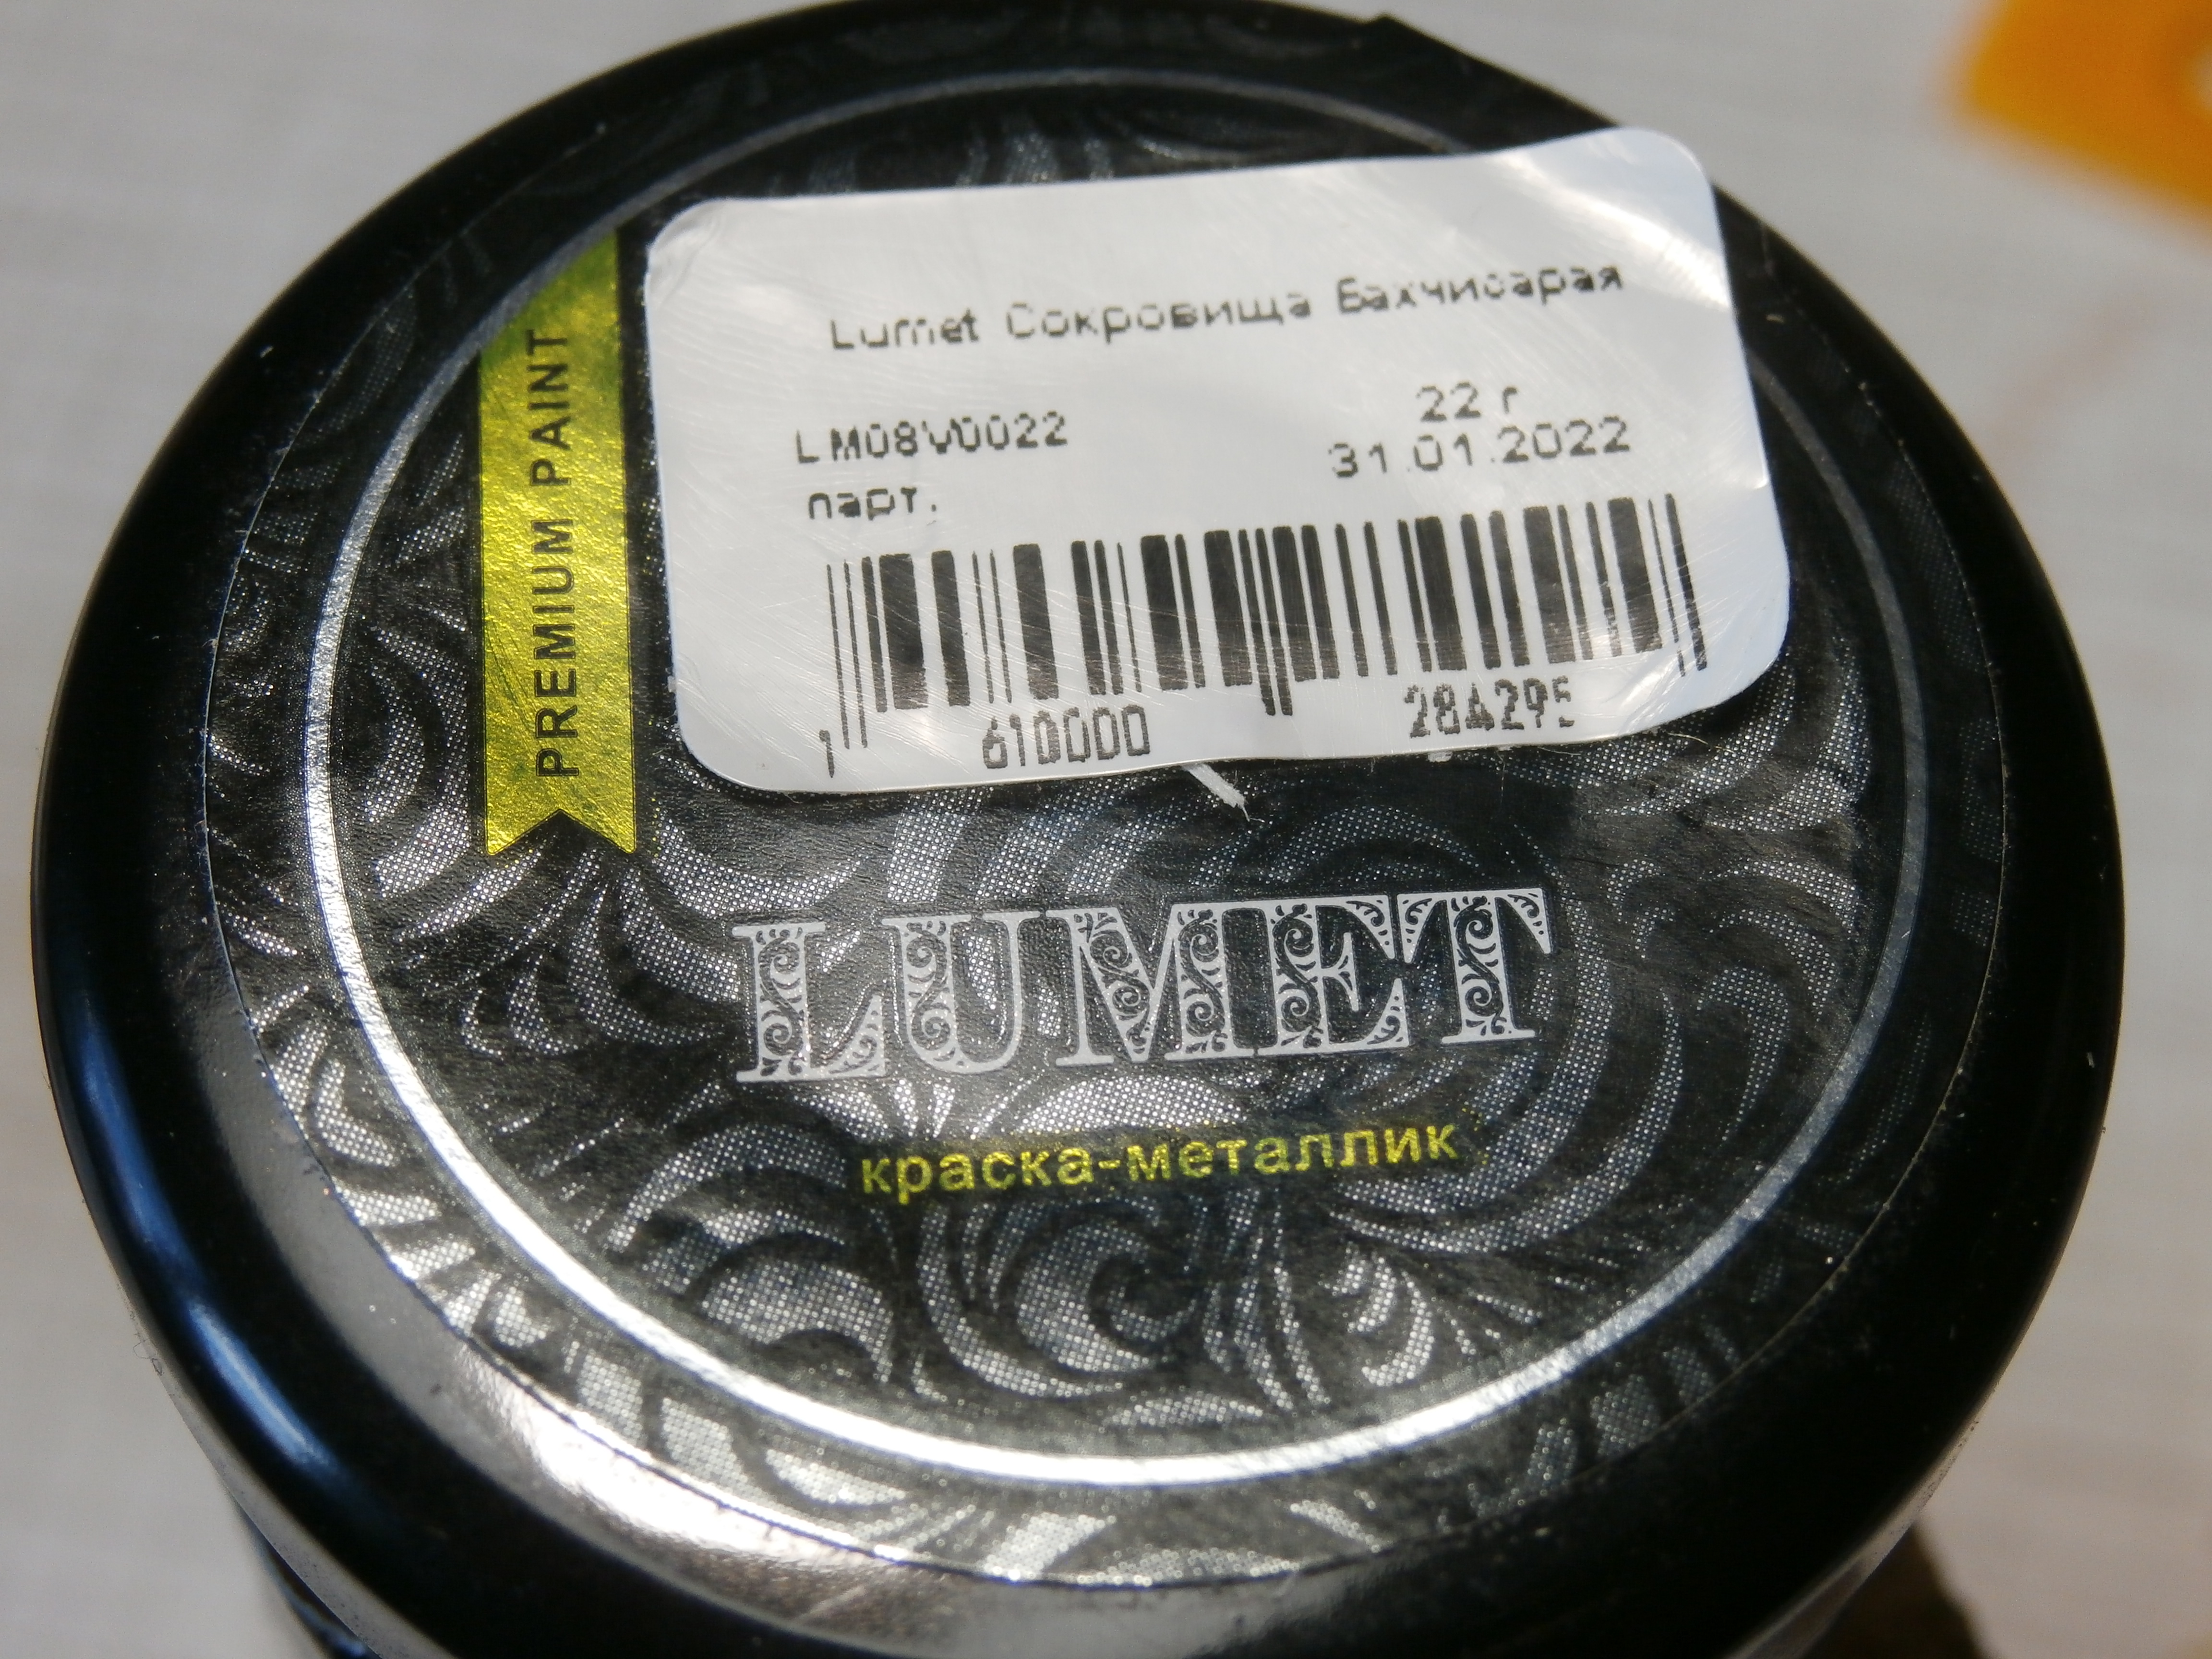 Lumet Сокровища Бахчисарая
22 г
LM08V0022
31.01.2022
парт.
1 610000 284295
PREMIUM PAINT
LUMET
краска-металлик